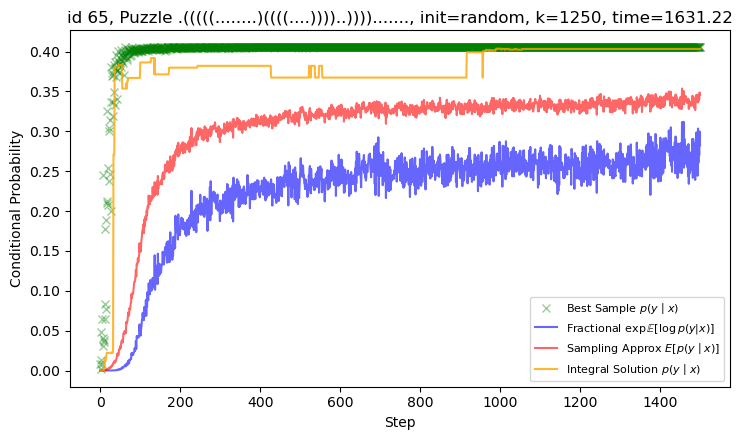 id 65, Puzzle .(((((........)((((....))))..))))......., init=random, k=1250, time=1631.22
Conditional Probability
0.40
0.35
0.30
0.25
0.20
0.15
0.10
0.05
0.00
Best Sample p(y | x)
Fractional exp𝔼[log p(y|x)]
Sampling Approx E[p(y | x)]
Integral Solution p(y | x)
0 200 400 600 800 1000 1200 1400
Step